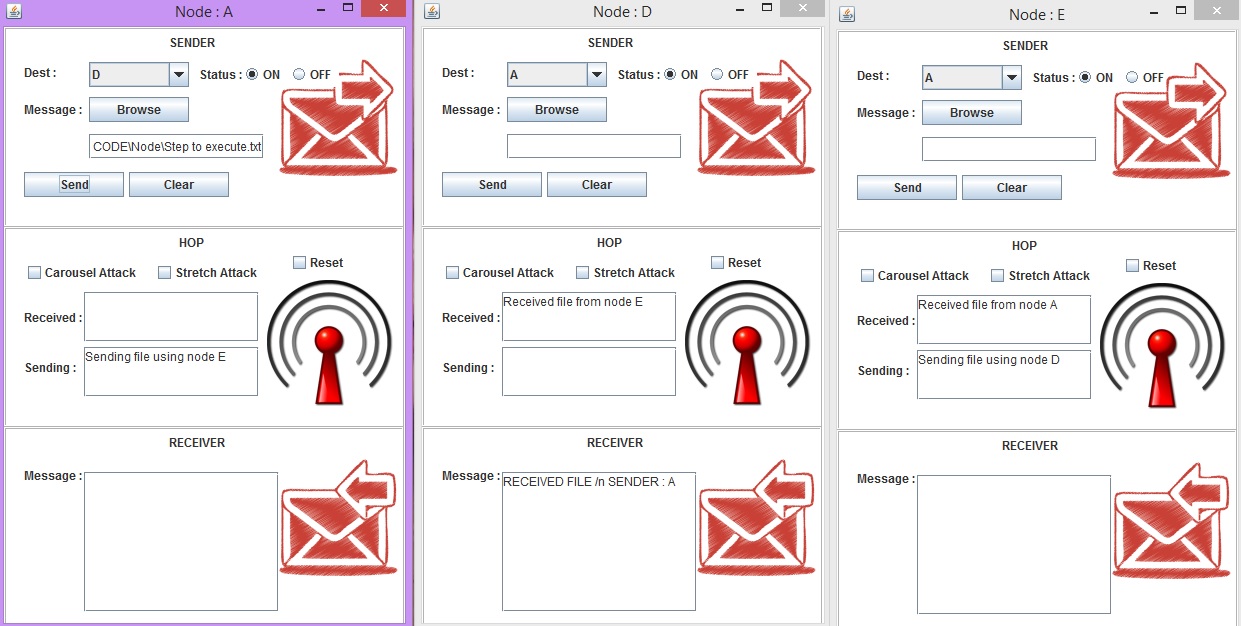 Node : A
SENDER
Dest :
D
Status :
ON
OFF
Message :
Browse
CODE\Node\Step to execute.txt
Send
Clear
HOP
Carousel Attack
Stretch Attack
Reset
Received :
Sending :
Sending file using node E
RECEIVER
Message :
Node : D
SENDER
Dest :
A
Status :
ON
OFF
Message :
Browse
Send
Clear
HOP
Carousel Attack
Stretch Attack
Reset
Received :
Received file from node E
Sending :
RECEIVER
Message :
RECEIVED FILE /n SENDER : A
Node : E
SENDER
Dest :
A
Status :
ON
OFF
Message :
Browse
Send
Clear
HOP
Carousel Attack
Stretch Attack
Reset
Received :
Received file from node A
Sending :
Sending file using node D
RECEIVER
Message :